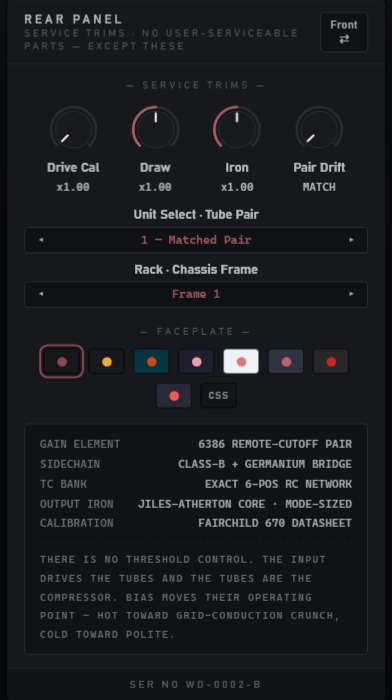 REAR PANEL
SERVICE TRIMS · NO USER-SERVICEABLE
PARTS — EXCEPT THESE
Front
⇄
— SERVICE TRIMS —
Drive Cal Draw Iron Pair Drift
x1.00 x1.00 x1.00 MATCH
Unit Select · Tube Pair
◂ 1 — Matched Pair ▸
Rack · Chassis Frame
◂ Frame 1 ▸
— FACEPLATE —
CSS
GAIN ELEMENT 6386 REMOTE-CUTOFF PAIR
SIDECHAIN CLASS-B + GERMANIUM BRIDGE
TC BANK EXACT 6-POS RC NETWORK
OUTPUT IRON JILES-ATHERTON CORE · MODE-SIZED
CALIBRATION FAIRCHILD 670 DATASHEET
THERE IS NO THRESHOLD CONTROL. THE INPUT
DRIVES THE TUBES AND THE TUBES ARE THE
COMPRESSOR. BIAS MOVES THEIR OPERATING
POINT — HOT TOWARD GRID-CONDUCTION CRUNCH,
COLD TOWARD POLITE.
SER NO WD-0002-B